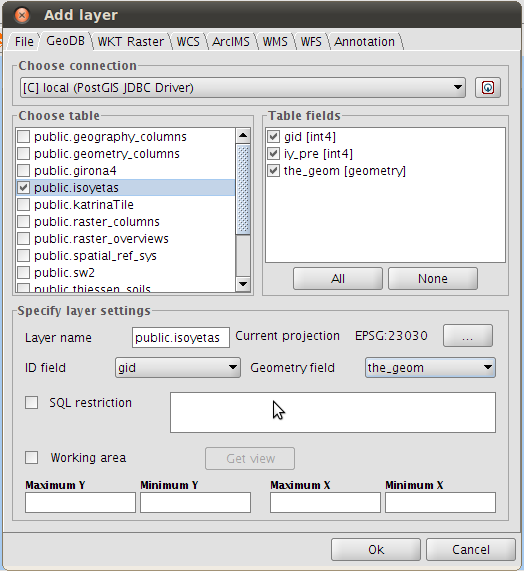 Add layer
File GeoDB WKT Raster WCS ArcIMS WMS WFS Annotation
Choose connection
[C] local (PostGIS JDBC Driver)
Choose table
public.geography_columns
public.geometry_columns
public.girona4
public.isoyetas
public.katrinaTile
public.raster_columns
public.raster_overviews
public.spatial_ref_sys
public.sw2
public.thiessen_soils
Table fields
gid [int4]
iy_pre [int4]
the_geom [geometry]
All None
Specify layer settings
Layer name public.isoyetas Current projection EPSG:23030 ...
ID field gid Geometry field the_geom
SQL restriction
Working area Get view
Maximum Y Minimum Y Maximum X Minimum X
Ok Cancel